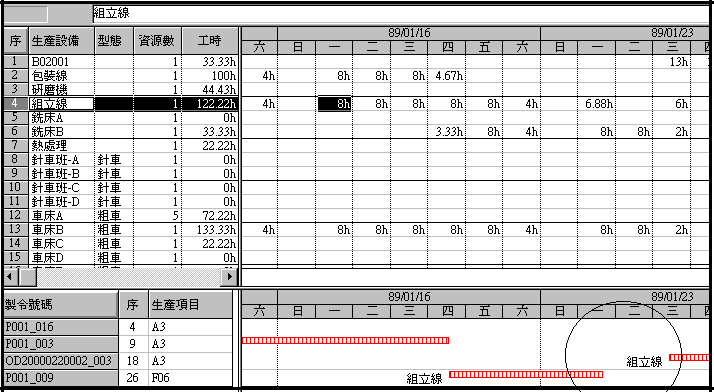 組立線
序 生產設備 型態 資源數 工時 89/01/16 89/01/23
六 日 一 二 三 四 五 六 日 一 二 三
1 B02001 1 33.33h 13h
2 包裝線 1 100h 4h 8h 8h 8h 4.67h
3 研磨機 1 44.43h
4 組立線 1 122.22h 4h 8h 8h 8h 8h 8h 4h 6.88h 6h
5 銑床A 1 0h
6 銑床B 1 33.33h 3.33h 8h 4h 8h 8h 2h
7 熱處理 1 22.22h
8 針車班-A 針車 1 0h
9 針車班-B 針車 1 0h
10 針車班-C 針車 1 0h
11 針車班-D 針車 1 0h
12 車床A 粗車 5 72.22h
13 車床B 粗車 1 133.33h 4h 8h 8h 8h 8h 8h 4h 8h 8h 2h
14 車床C 粗車 1 22.22h
15 車床D 粗車 1 0h
製令號碼 序 生產項目 89/01/16 89/01/23
六 日 一 二 三 四 五 六 日 一 二 三
P001_016 4 A3
P001_003 9 A3
OD20000220002_003 18 A3 組立線
P001_009 26 F06 組立線